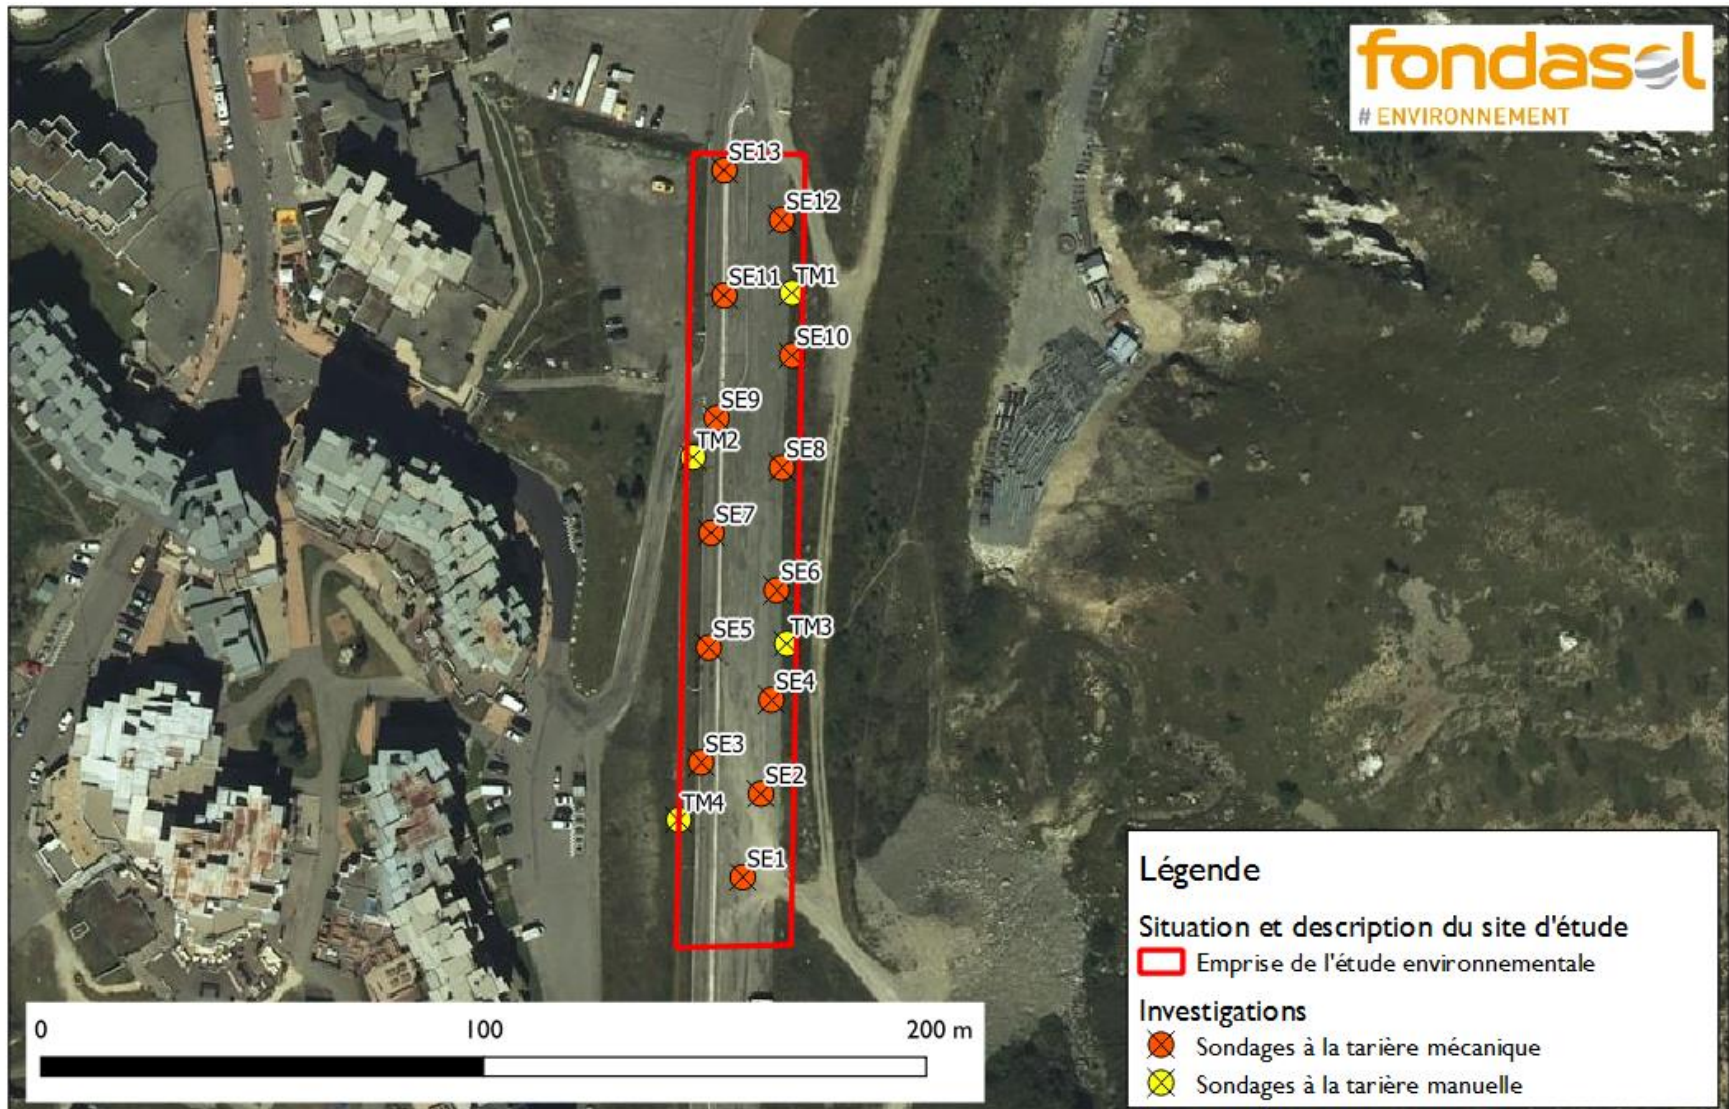 fondasol
# ENVIRONNEMENT
SE13
SE12
SE11
TM1
SE10
SE9
TM2
SE8
SE7
SE6
SE5
TM3
SE4
SE3
SE2
TM4
SE1
Légende
Situation et description du site d'étude
Emprise de l'étude environnementale
Investigations
Sondages à la tarière mécanique
Sondages à la tarière manuelle
0 100 200 m